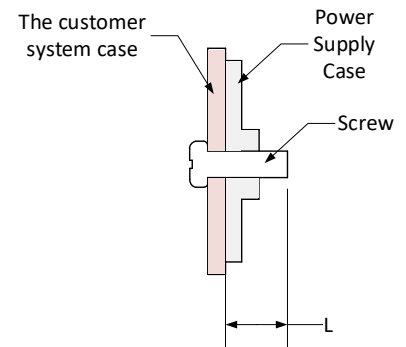 The customer
system case
Power
Supply
Case
Screw
L